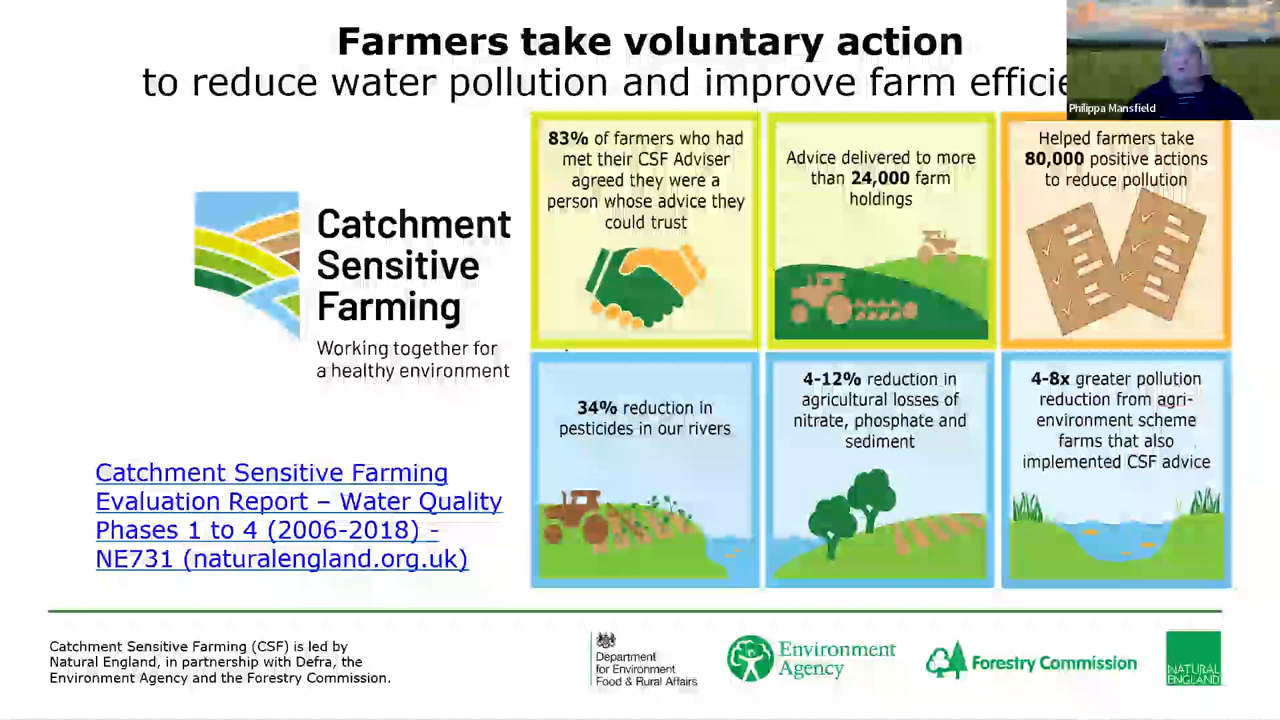 Farmers take voluntary action
to reduce water pollution and improve farm efficie
Philippa Mansfield
Catchment
Sensitive
Farming
Working together for
a healthy environment
83% of farmers who had
met their CSF Adviser
agreed they were a
person whose advice they
could trust
Advice delivered to more
than 24,000 farm
holdings
Helped farmers take
80,000 positive actions
to reduce pollution
34% reduction in
pesticides in our rivers
4-12% reduction in
agricultural losses of
nitrate, phosphate and
sediment
4-8x greater pollution
reduction from agri-
environment scheme
farms that also
implemented CSF advice
Catchment Sensitive Farming
Evaluation Report – Water Quality
Phases 1 to 4 (2006-2018) -
NE731 (naturalengland.org.uk)
Catchment Sensitive Farming (CSF) is led by
Natural England, in partnership with Defra, the
Environment Agency and the Forestry Commission.
Department
for Environment
Food & Rural Affairs
Environment
Agency
Forestry Commission
NATURAL
ENGLAND